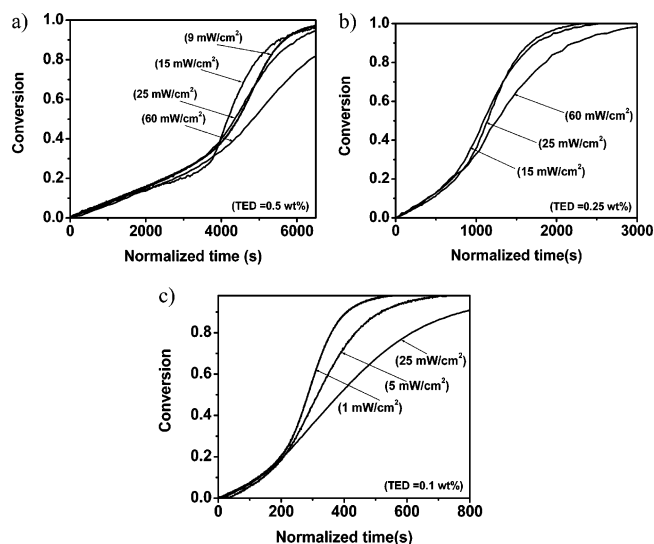 a)
1.0
0.8
0.6
0.4
0.2
0.0
Conversion
(9 mW/cm²)
(15 mW/cm²)
(25 mW/cm²)
(60 mW/cm²)
(TED =0.5 wt%)
0 2000 4000 6000
Normalized time (s)
b)
1.0
0.8
0.6
0.4
0.2
0.0
Conversion
(60 mW/cm²)
(25 mW/cm²)
(15 mW/cm²)
(TED =0.25 wt%)
0 1000 2000 3000
Normalized time(s)
c)
0.8
0.6
0.4
0.2
0.0
Conversion
(25 mW/cm²)
(5 mW/cm²)
(1 mW/cm²)
(TED =0.1 wt%)
0 200 400 600 800
Normalized time(s)